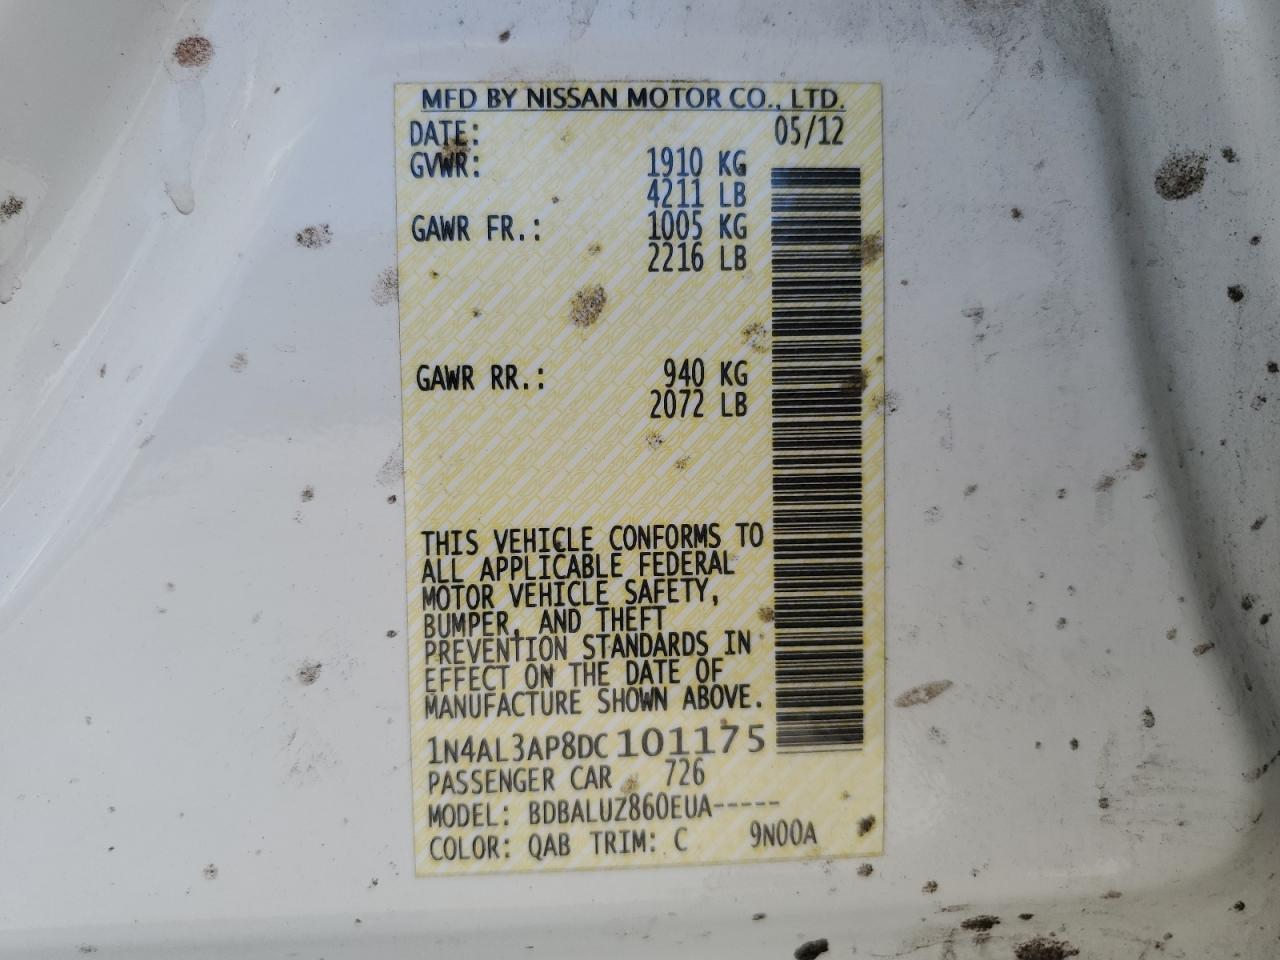 MFD BY NISSAN MOTOR CO., LTD.
DATE: 05/12
GVWR: 1910 KG
4211 LB
GAWR FR.: 1005 KG
2216 LB
GAWR RR.: 940 KG
2072 LB
THIS VEHICLE CONFORMS TO
ALL APPLICABLE FEDERAL
MOTOR VEHICLE SAFETY,
BUMPER, AND THEFT
PREVENTION STANDARDS IN
EFFECT ON THE DATE OF
MANUFACTURE SHOWN ABOVE.
1N4AL3AP8DC101175
PASSENGER CAR 726
MODEL: BDBALUZ860EUA-----
COLOR: QAB TRIM: C 9N00A